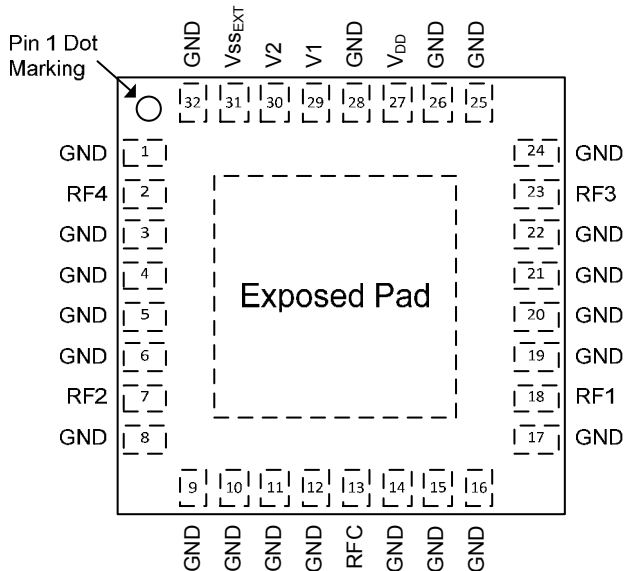 Pin 1 Dot
Marking
GND
VssEXT
V2
V1
GND
VDD
GND
GND
32
31
30
29
28
27
26
25
GND 1
RF4 2
GND 3
GND 4
GND 5
GND 6
RF2 7
GND 8
Exposed Pad
24 GND
23 RF3
22 GND
21 GND
20 GND
19 GND
18 RF1
17 GND
9
10
11
12
13
14
15
16
GND
GND
GND
GND
RFC
GND
GND
GND